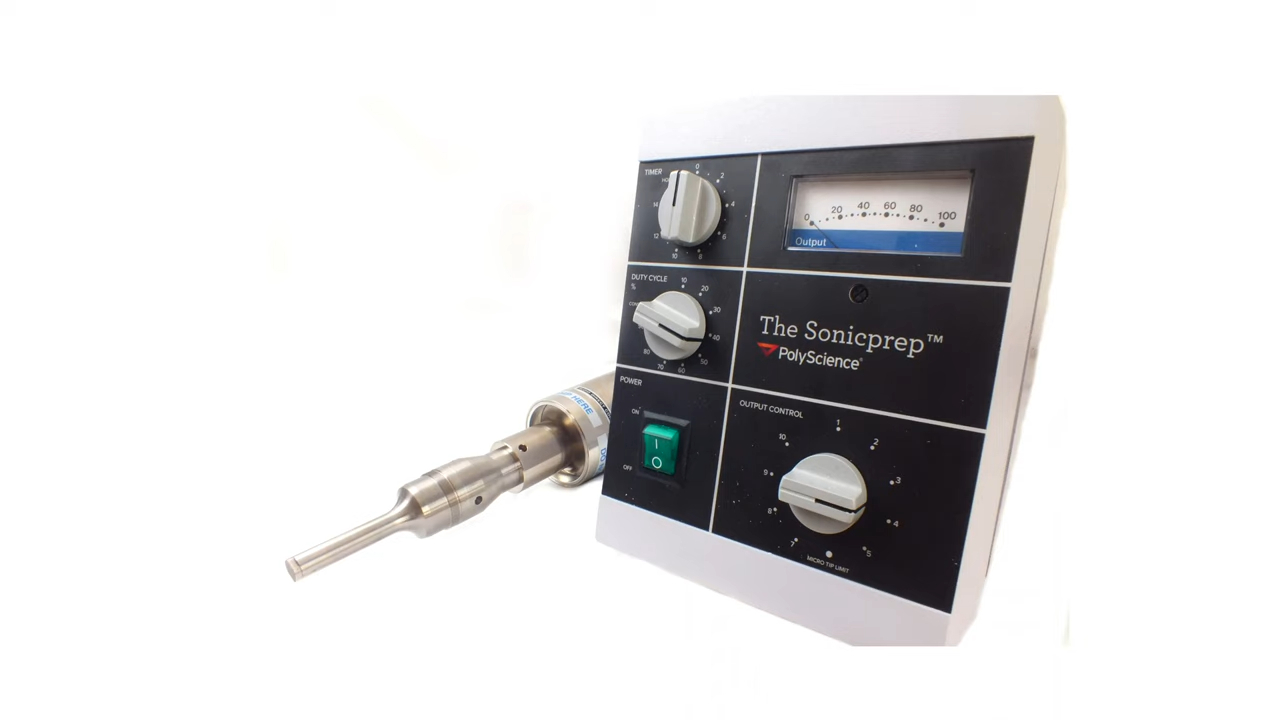 TIMER
0
2
4
6
8
10
12
14
Output
0 20 40 60 80 100
DUTY CYCLE
%
10
20
30
40
50
60
70
80
The Sonicprep™
PolyScience®
POWER
ON
I
O
OFF
OUTPUT CONTROL
1
2
3
4
5
MICRO TIP LIMIT
7
8
9
10
HERE